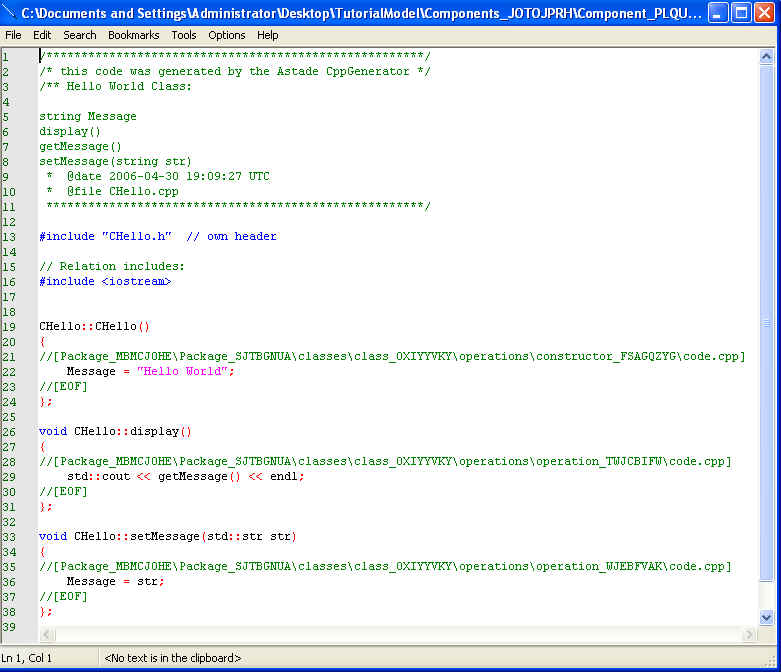 C:\Documents and Settings\Administrator\Desktop\TutorialModel\Components_JOTOJPRH\Component_PLQU...
File Edit Search Bookmarks Tools Options Help
1 /******************************************************/
2 /* this code was generated by the Astade CppGenerator */
3 /** Hello World Class:
4
5 string Message
6 display()
7 getMessage()
8 setMessage(string str)
9 * @date 2006-04-30 19:09:27 UTC
10 * @file CHello.cpp
11 ******************************************************/
12
13 #include "CHello.h" // own header
14
15 // Relation includes:
16 #include <iostream>
17
18
19 CHello::CHello()
20 {
21 //[Package_MBMCJOHE\Package_SJTBGNUA\classes\class_OXIYYVKY\operations\constructor_FSAGQZYG\code.cpp]
22 Message = "Hello World";
23 //[EOF]
24 };
25
26 void CHello::display()
27 {
28 //[Package_MBMCJOHE\Package_SJTBGNUA\classes\class_OXIYYVKY\operations\operation_TWJCBIFW\code.cpp]
29 std::cout << getMessage() << endl;
30 //[EOF]
31 };
32
33 void CHello::setMessage(std::str str)
34 {
35 //[Package_MBMCJOHE\Package_SJTBGNUA\classes\class_OXIYYVKY\operations\operation_WJEBFVAK\code.cpp]
36 Message = str;
37 //[EOF]
38 };
39
Ln 1, Col 1 <No text is in the clipboard>